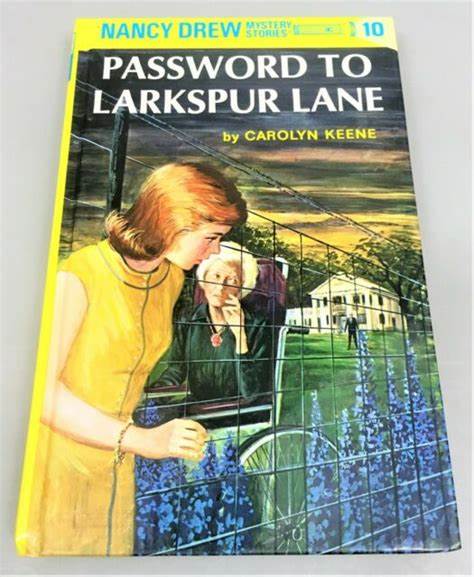 NANCY DREW MYSTERY STORIES 10
PASSWORD TO
LARKSPUR LANE
by CAROLYN KEENE